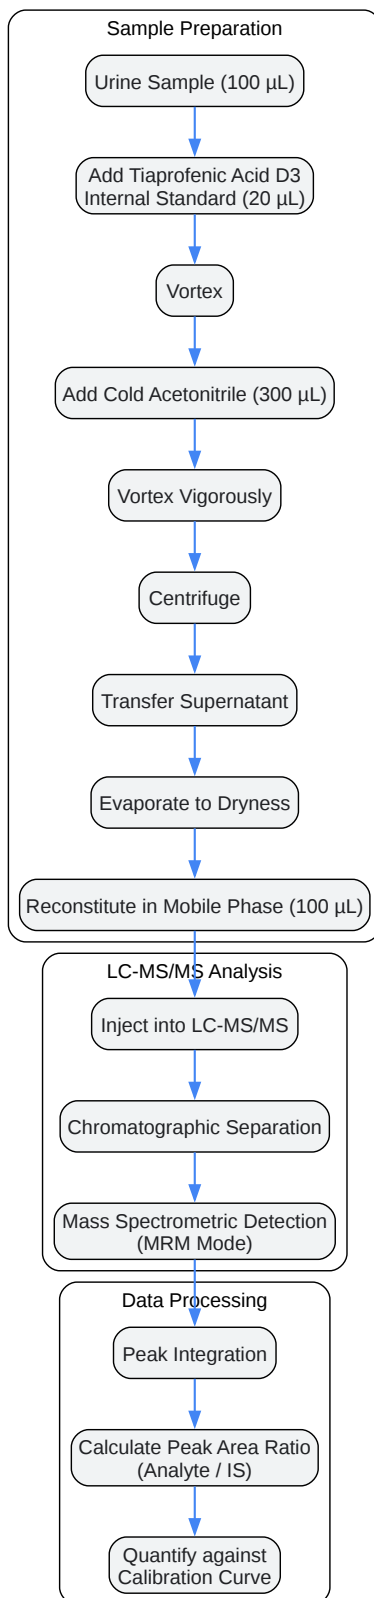 Sample Preparation
Urine Sample (100 µL)
Add Tiaprofenic Acid D3
Internal Standard (20 µL)
Vortex
Add Cold Acetonitrile (300 µL)
Vortex Vigorously
Centrifuge
Transfer Supernatant
Evaporate to Dryness
Reconstitute in Mobile Phase (100 µL)
LC-MS/MS Analysis
Inject into LC-MS/MS
Chromatographic Separation
Mass Spectrometric Detection
(MRM Mode)
Data Processing
Peak Integration
Calculate Peak Area Ratio
(Analyte / IS)
Quantify against
Calibration Curve